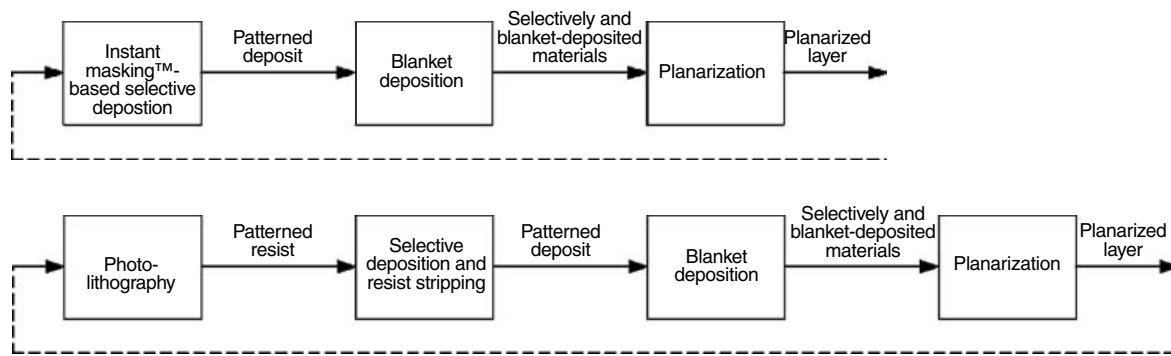 Instant
masking™-
based selective
depostion
Patterned
deposit
Blanket
deposition
Selectively and
blanket-deposited
materials
Planarization
Planarized
layer
Photo-
lithography
Patterned
resist
Selective
deposition and
resist stripping
Patterned
deposit
Blanket
deposition
Selectively and
blanket-deposited
materials
Planarization
Planarized
layer